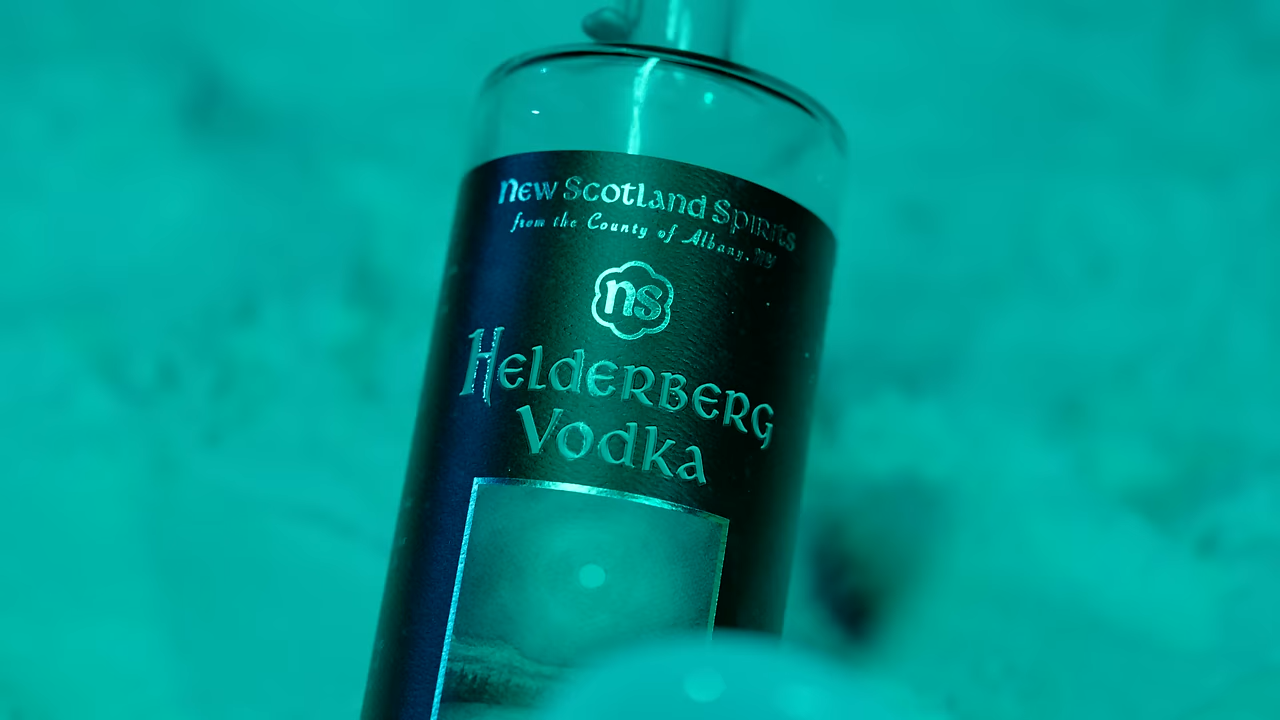 New Scotland Spirits
from the County of Albany, NY
ns
Helderberg
Vodka